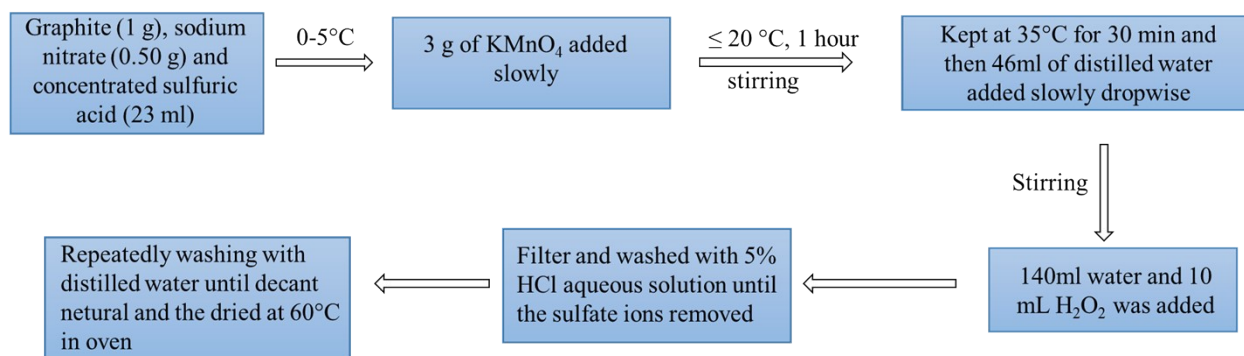 Graphite (1 g), sodium
nitrate (0.50 g) and
concentrated sulfuric
acid (23 ml)
0-5°C
3 g of KMnO₄ added
slowly
≤ 20 °C, 1 hour
stirring
Kept at 35°C for 30 min and
then 46ml of distilled water
added slowly dropwise
Stirring
140ml water and 10
mL H₂O₂ was added
Filter and washed with 5%
HCl aqueous solution until
the sulfate ions removed
Repeatedly washing with
distilled water until decant
netural and the dried at 60°C
in oven